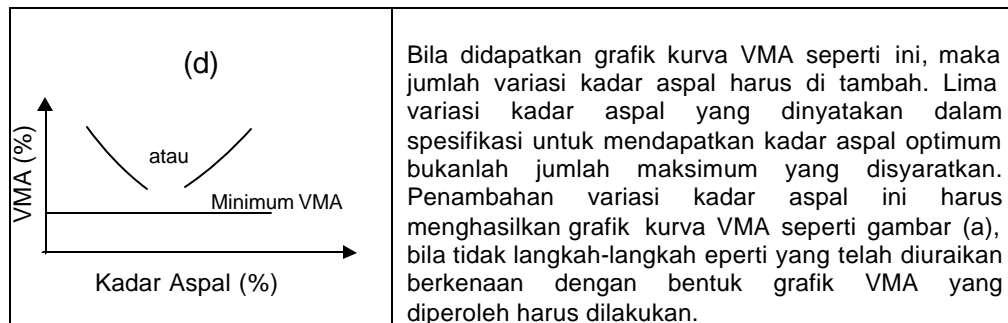 (d)
VMA (%)
atau
Minimum VMA
Kadar Aspal (%)
Bila didapatkan grafik kurva VMA seperti ini, maka
jumlah variasi kadar aspal harus di tambah. Lima
variasi kadar aspal yang dinyatakan dalam
spesifikasi untuk mendapatkan kadar aspal optimum
bukanlah jumlah maksimum yang disyaratkan.
Penambahan variasi kadar aspal ini harus
menghasilkan grafik kurva VMA seperti gambar (a),
bila tidak langkah-langkah eperti yang telah diuraikan
berkenaan dengan bentuk grafik VMA yang
diperoleh harus dilakukan.